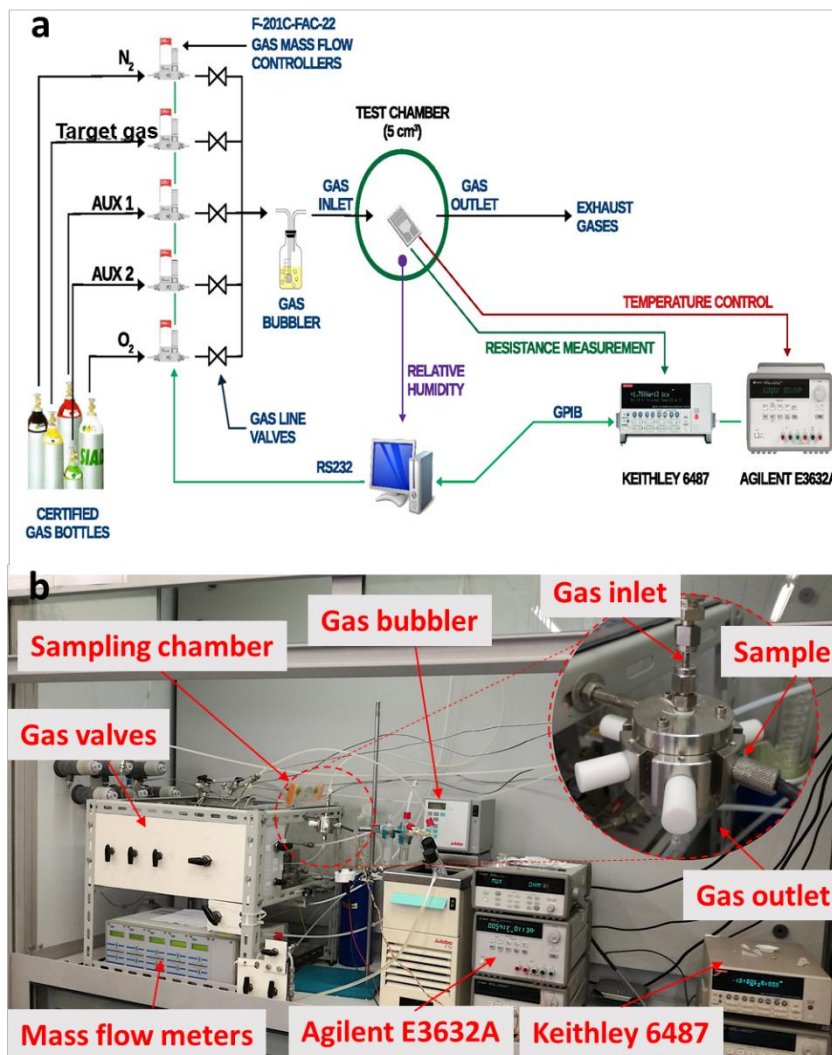 a
F-201C-FAC-22
GAS MASS FLOW
CONTROLLERS
N2
Target gas
AUX 1
AUX 2
O2
TEST CHAMBER
(5 cm³)
GAS
INLET
GAS
OUTLET
EXHAUST
GASES
GAS
BUBBLER
TEMPERATURE CONTROL
RESISTANCE MEASUREMENT
RELATIVE
HUMIDITY
GAS LINE
VALVES
GPIB
RS232
SIAD
CERTIFIED
GAS BOTTLES
KEITHLEY 6487
AGILENT E3632A
b
Gas inlet
Gas bubbler
Sampling chamber
Sample
Gas valves
Gas outlet
Mass flow meters
Agilent E3632A
Keithley 6487